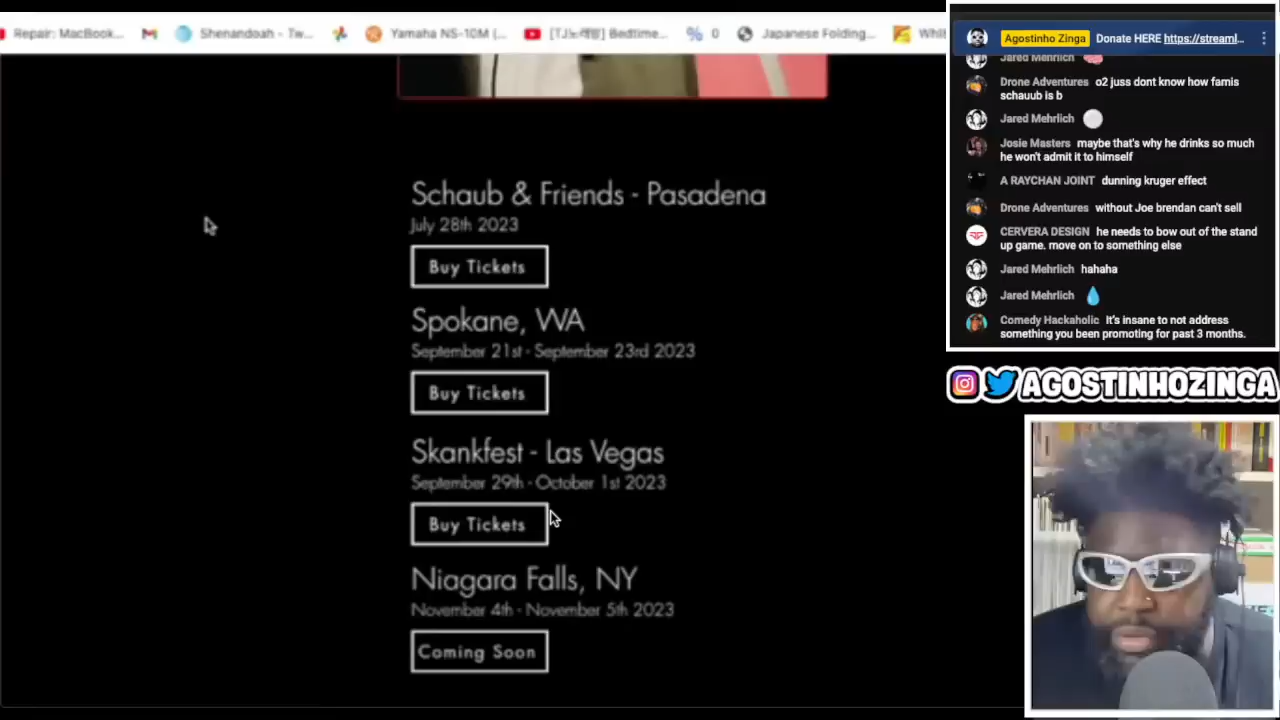 Repair: MacBook...
Shenandoah - Tw...
Yamaha NS-10M (...
Bedtime...
0
Japanese Folding...
Schaub & Friends - Pasadena
July 28th 2023
Buy Tickets
Spokane, WA
September 21st - September 23rd 2023
Buy Tickets
Skankfest - Las Vegas
September 29th - October 1st 2023
Buy Tickets
Niagara Falls, NY
November 4th - November 5th 2023
Coming Soon
Agostinho Zinga Donate HERE https://streaml...
Jared Mehrlich
Drone Adventures o2 juss dont know how famis
schauub is b
Jared Mehrlich
Josie Masters maybe that's why he drinks so much
he won't admit it to himself
A RAYCHAN JOINT dunning kruger effect
Drone Adventures without Joe brendan can't sell
CERVERA DESIGN he needs to bow out of the stand
up game. move on to something else
Jared Mehrlich hahaha
Jared Mehrlich
Comedy Hackaholic It's insane to not address
something you been promoting for past 3 months.
AGOSTINHOZINGA